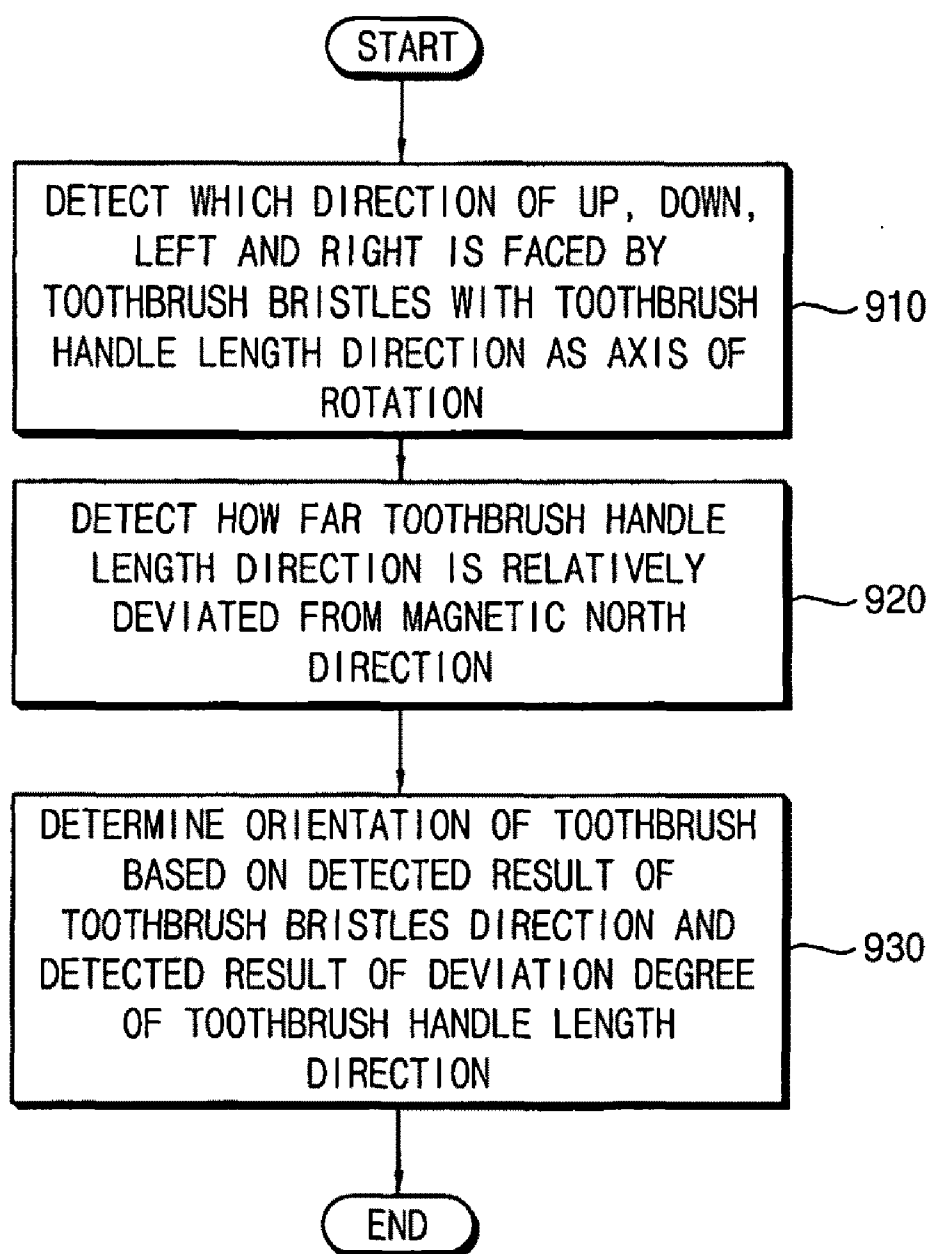 START
DETECT WHICH DIRECTION OF UP, DOWN,
LEFT AND RIGHT IS FACED BY
TOOTHBRUSH BRISTLES WITH TOOTHBRUSH
HANDLE LENGTH DIRECTION AS AXIS OF
ROTATION
910
DETECT HOW FAR TOOTHBRUSH HANDLE
LENGTH DIRECTION IS RELATIVELY
DEVIATED FROM MAGNETIC NORTH
DIRECTION
920
DETERMINE ORIENTATION OF TOOTHBRUSH
BASED ON DETECTED RESULT OF
TOOTHBRUSH BRISTLES DIRECTION AND
DETECTED RESULT OF DEVIATION DEGREE
OF TOOTHBRUSH HANDLE LENGTH
DIRECTION
930
END